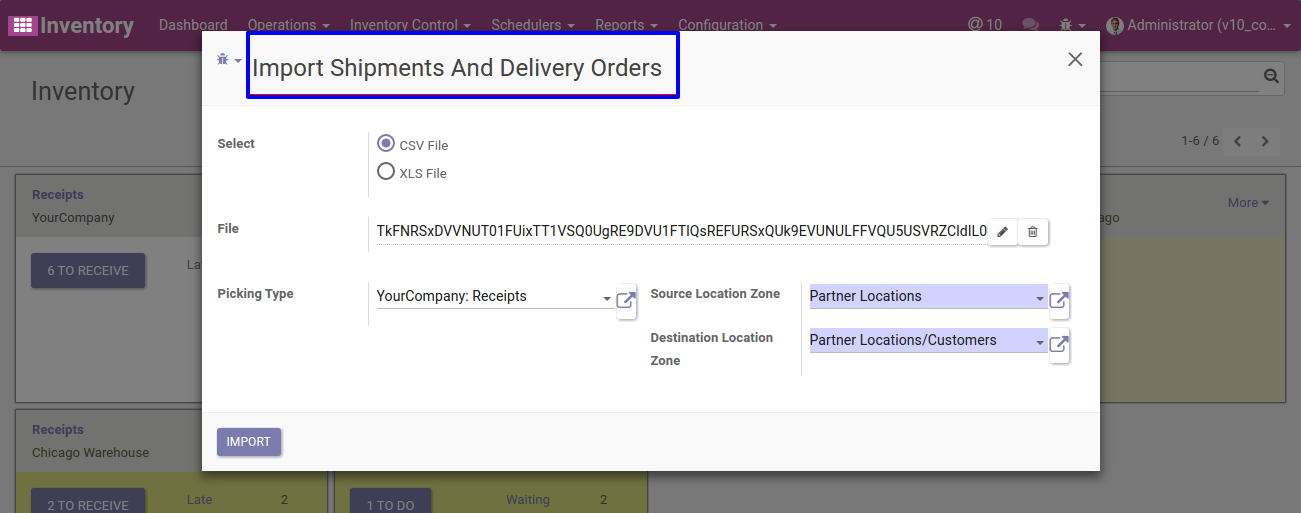 Inventory Dashboard Operations Inventory Control Schedulers Reports Configuration @ 10 Administrator (v10_co...
Import Shipments And Delivery Orders
Inventory
1-6 / 6
Select
CSV File
XLS File
Receipts
YourCompany
More
ago
File
TkFNRSxDVVNUT01FUixTT1VSQ0UgRE9DVU1FTlQsREFURSxQUk9EVUNULFFVQU5USVRZCldIL0
6 TO RECEIVE
La
Picking Type
YourCompany: Receipts
Source Location Zone
Partner Locations
Destination Location
Zone
Partner Locations/Customers
IMPORT
Receipts
Chicago Warehouse
2 TO RECEIVE
Late 2
1 TO DO
Waiting 2